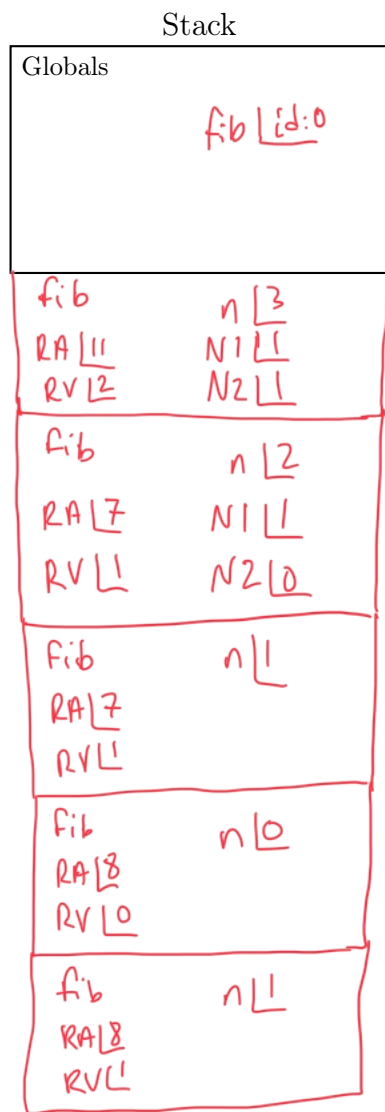 Stack
Globals
fib id:0
fib n 3
RA 11 N1 1
RV 2 N2 1
fib n 2
RA 7 N1 1
RV 1 N2 0
fib n 1
RA 7
RV 1
fib n 0
RA 8
RV 0
fib n 1
RA 8
RV 1